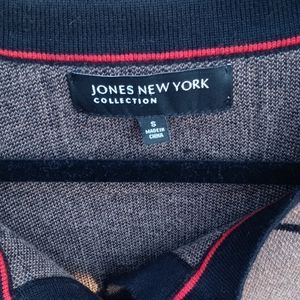 JONES NEW YORK
COLLECTION
S
MADE IN
CHINA